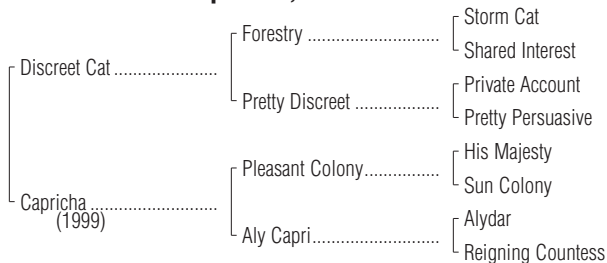 Storm Cat
Forestry ........................
Shared Interest
Discreet Cat .....................
Private Account
Pretty Discreet .................
Pretty Persuasive
His Majesty
Pleasant Colony...............
Sun Colony
Capricha .........................
(1999)
Alydar
Aly Capri.........................
Reigning Countess